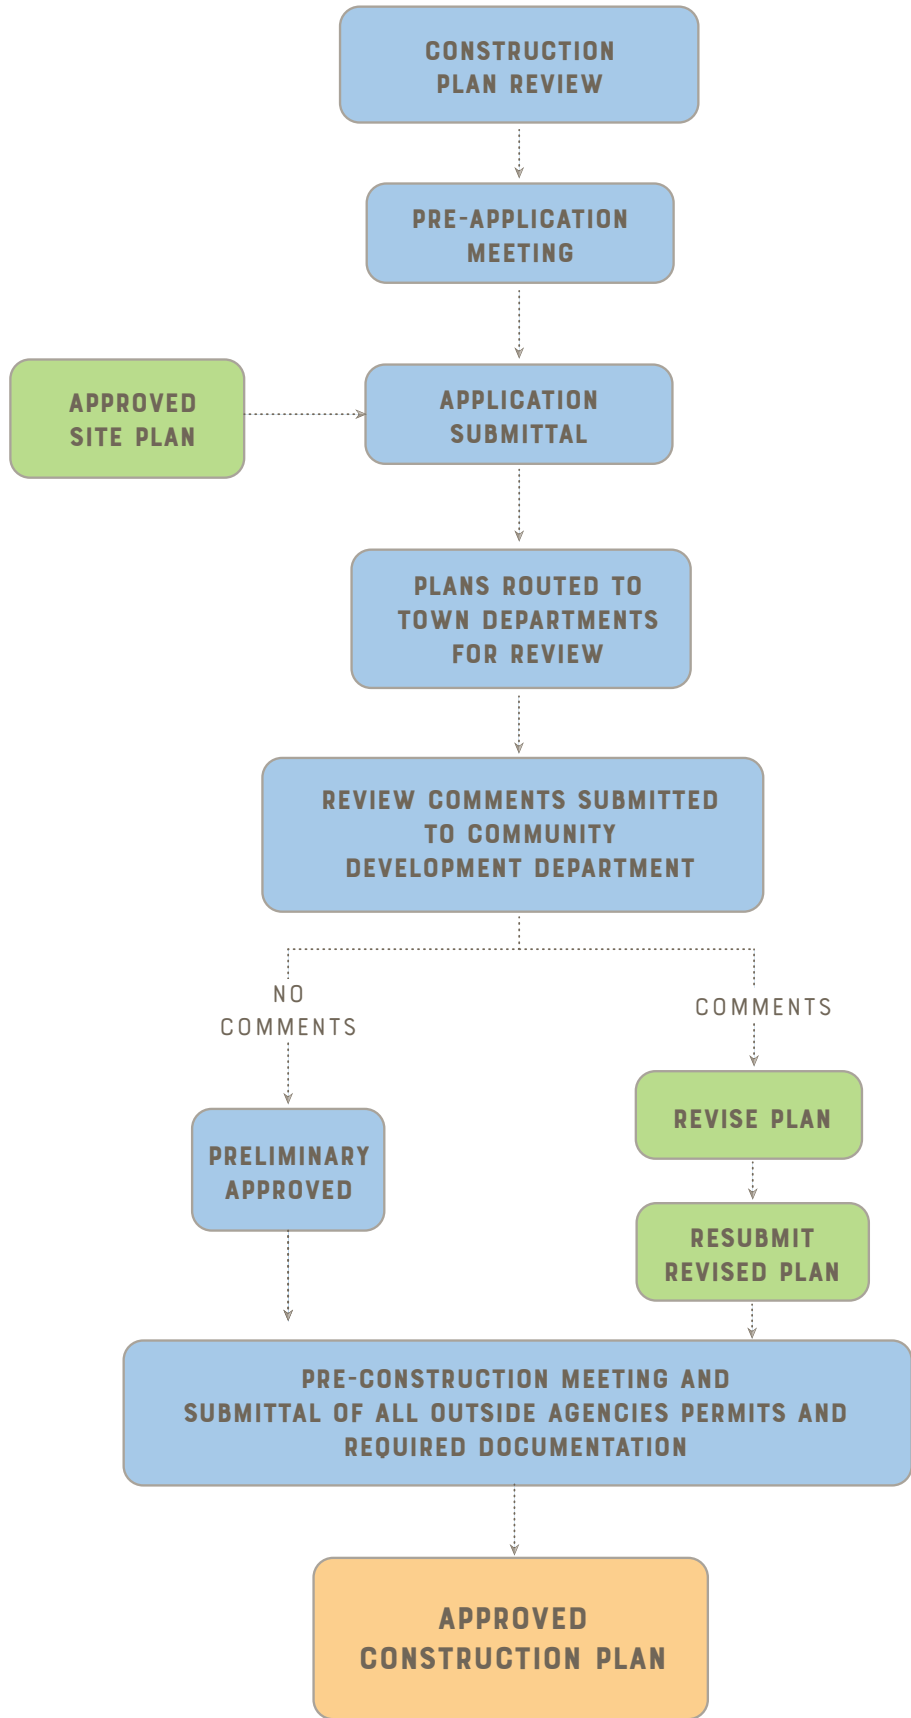 CONSTRUCTION
PLAN REVIEW
PRE-APPLICATION
MEETING
APPROVED
SITE PLAN
APPLICATION
SUBMITTAL
PLANS ROUTED TO
TOWN DEPARTMENTS
FOR REVIEW
REVIEW COMMENTS SUBMITTED
TO COMMUNITY
DEVELOPMENT DEPARTMENT
NO
COMMENTS
COMMENTS
PRELIMINARY
APPROVED
REVISE PLAN
RESUBMIT
REVISED PLAN
PRE-CONSTRUCTION MEETING AND
SUBMITTAL OF ALL OUTSIDE AGENCIES PERMITS AND
REQUIRED DOCUMENTATION
APPROVED
CONSTRUCTION PLAN